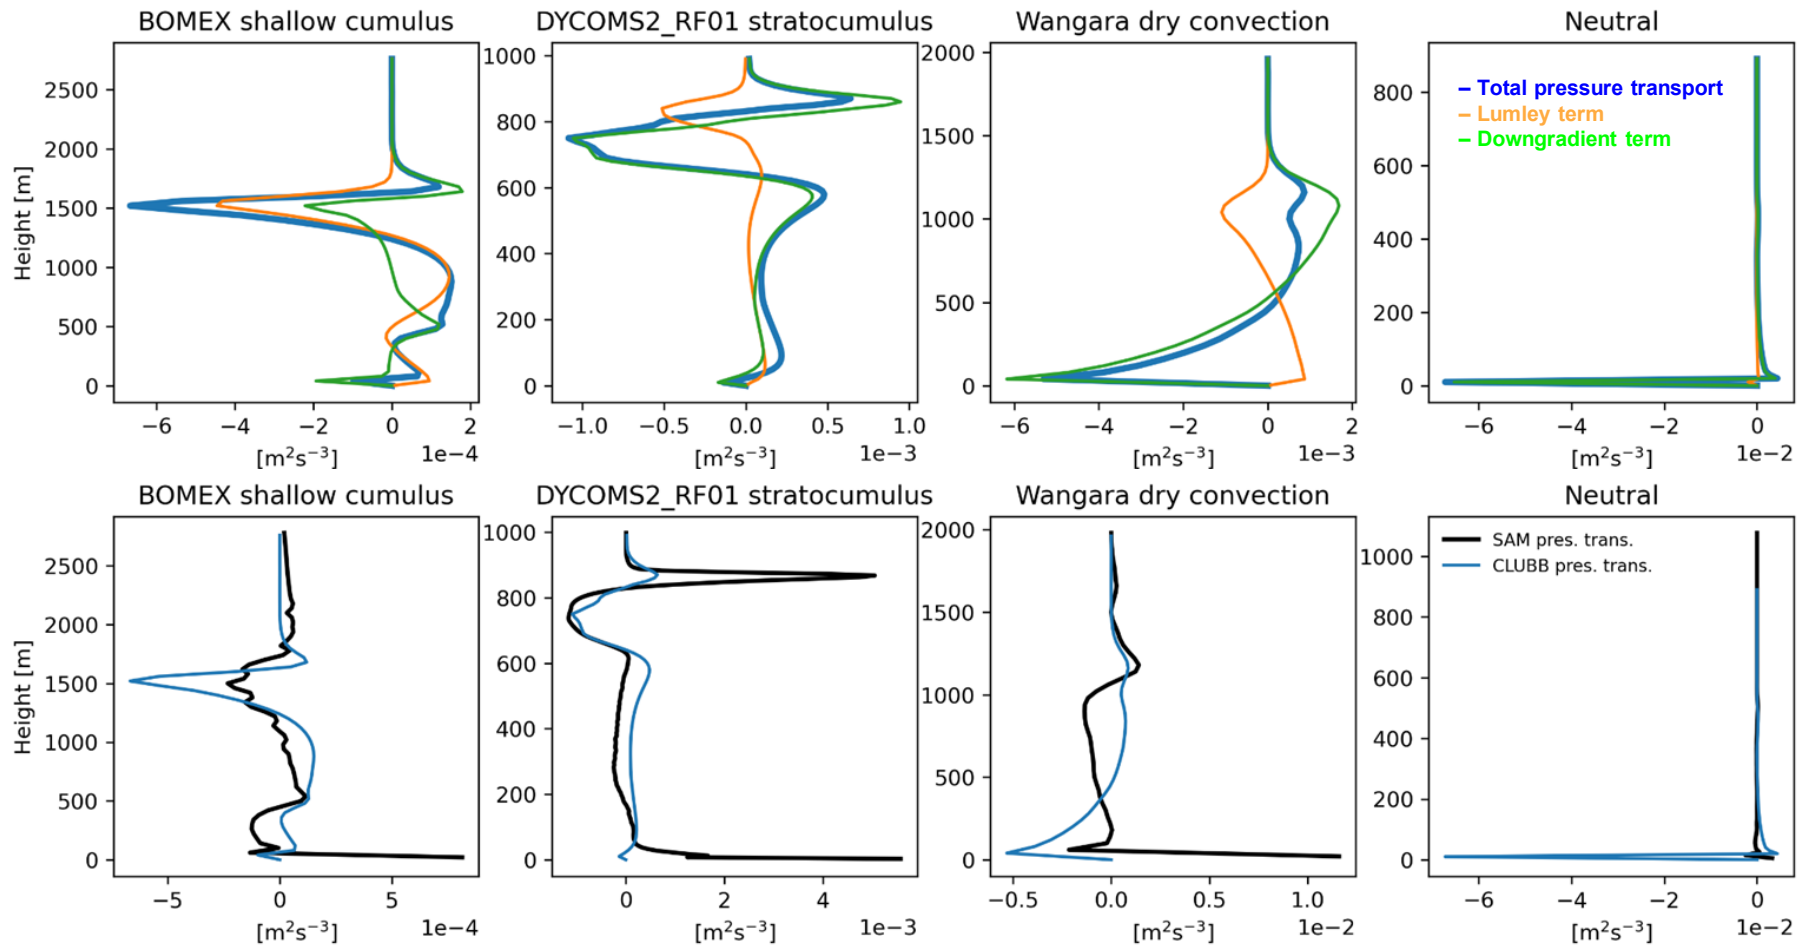 BOMEX shallow cumulus
DYCOMS2_RF01 stratocumulus
Wangara dry convection
Neutral
Height [m]
2500
2000
1500
1000
500
0
−6 −4 −2 0 2
[m²s⁻³]
1e−4
1000
800
600
400
200
0
−1.0 −0.5 0.0 0.5 1.0
[m²s⁻³]
1e−3
2000
1500
1000
500
0
−6 −4 −2 0 2
[m²s⁻³]
1e−3
800
600
400
200
0
– Total pressure transport
– Lumley term
– Downgradient term
−6 −4 −2 0
[m²s⁻³]
1e−2
BOMEX shallow cumulus
DYCOMS2_RF01 stratocumulus
Wangara dry convection
Neutral
Height [m]
2500
2000
1500
1000
500
0
−5 0 5
[m²s⁻³]
1e−4
1000
800
600
400
200
0
0 2 4
[m²s⁻³]
1e−3
2000
1500
1000
500
0
−0.5 0.0 0.5 1.0
[m²s⁻³]
1e−2
1000
800
600
400
200
0
SAM pres. trans.
CLUBB pres. trans.
−6 −4 −2 0
[m²s⁻³]
1e−2